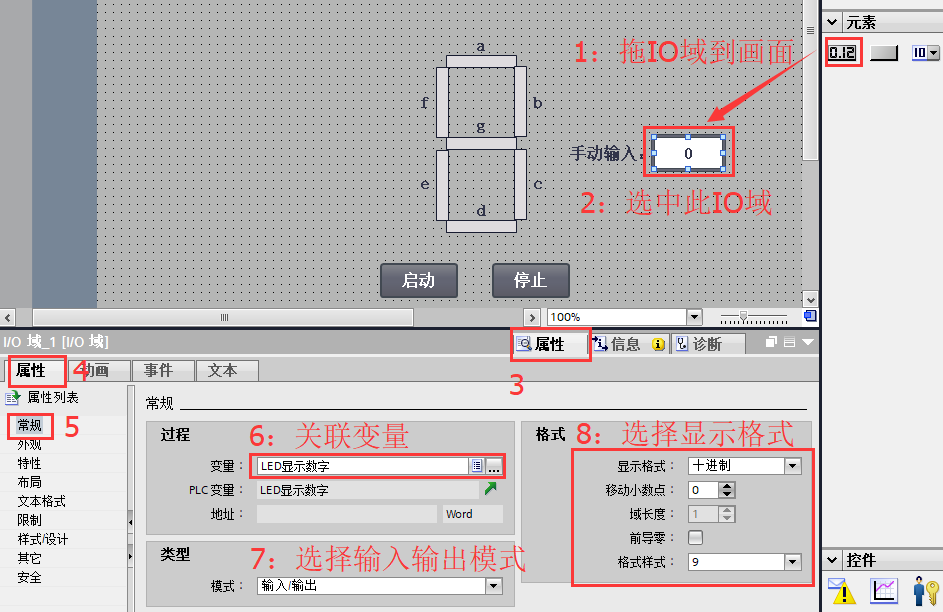 元素
0.12
1：拖IO域到画面
a
f
b
g
手动输入：
0
e
c
d
2：选中此IO域
启动
停止
100%
I/O 域_1 [I/O 域]
属性
信息
诊断
3
属性
4
动画
事件
文本
属性列表
常规
5
常规
外观
特性
布局
文本格式
限制
样式/设计
其它
安全
过程
6：关联变量
变量：
LED显示数字
...
PLC 变量：
LED显示数字
地址：
Word
类型
7：选择输入输出模式
模式：
输入/输出
格式
8：选择显示格式
显示格式：
十进制
移动小数点：
0
域长度：
1
前导零：
格式样式：
9
控件